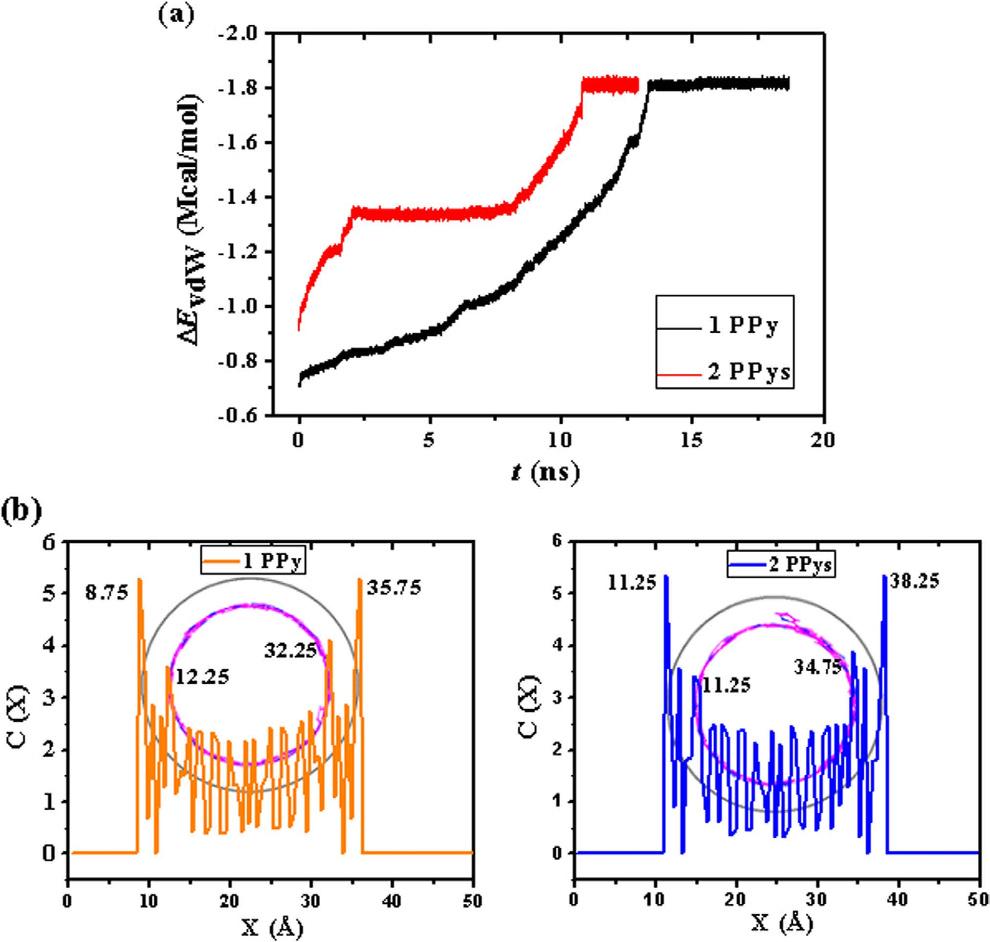 (a)
-2.0
-1.8
-1.6
-1.4
-1.2
-1.0
-0.8
-0.6
ΔEvdW (Mcal/mol)
1 PPy
2 PPys
0 5 10 15 20
t (ns)
(b)
6
5
4
3
2
1
0
C (X)
1 PPy
8.75
35.75
32.25
12.25
0 10 20 30 40 50
X (Å)
6
5
4
3
2
1
0
C (X)
2 PPys
11.25
38.25
34.75
11.25
0 10 20 30 40 50
X (Å)